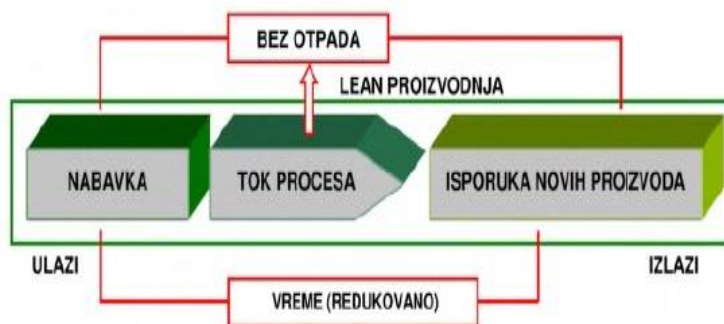 BEZ OTPADA
LEAN PROIZVODNJA
NABAVKA
TOK PROCESA
ISPORUKA NOVIH PROIZVODA
ULAZI
IZLAZI
VREME (REDUKOVANO)